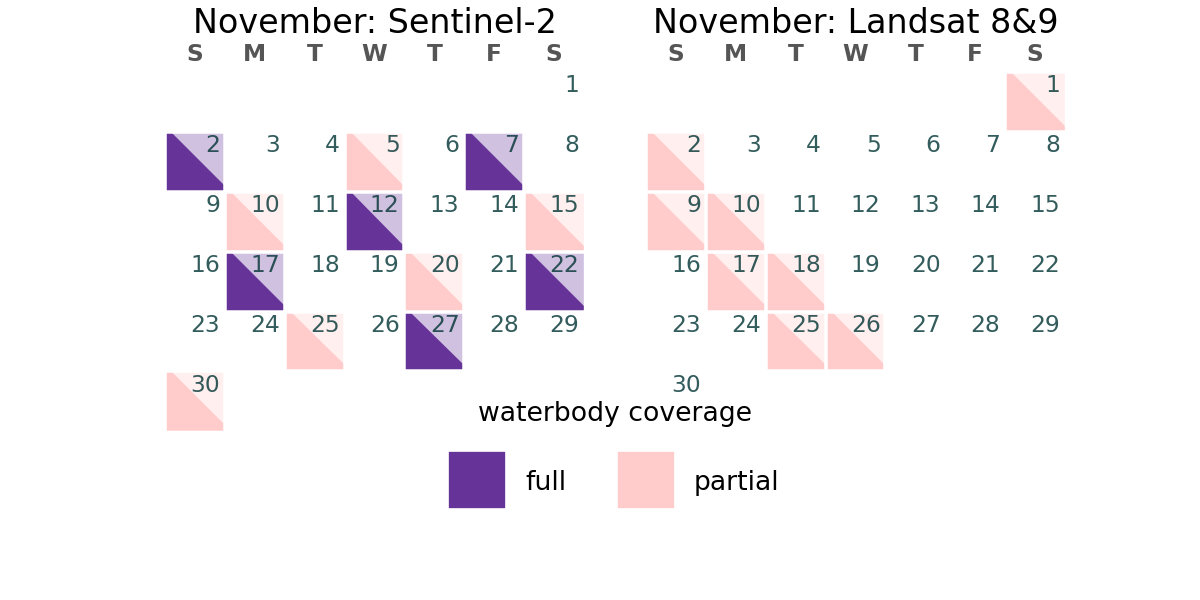 November: Sentinel-2
S M T W T F S
1
2 3 4 5 6 7 8
9 10 11 12 13 14 15
16 17 18 19 20 21 22
23 24 25 26 27 28 29
30
November: Landsat 8&9
S M T W T F S
1
2 3 4 5 6 7 8
9 10 11 12 13 14 15
16 17 18 19 20 21 22
23 24 25 26 27 28 29
30
waterbody coverage
full
partial